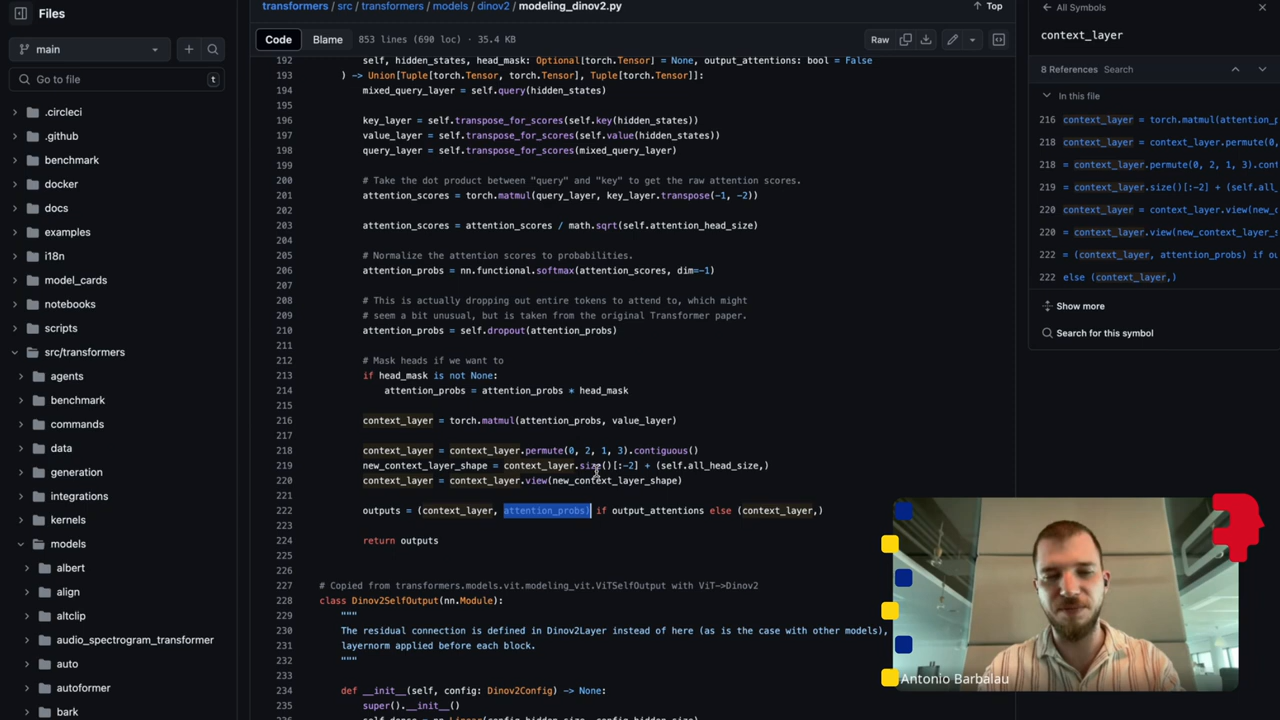 Files
main
Go to file
t
.circleci
.github
benchmark
docker
docs
examples
i18n
model_cards
notebooks
scripts
src/transformers
agents
benchmark
commands
data
generation
integrations
kernels
models
albert
align
altclip
audio_spectrogram_transformer
auto
autoformer
bark
transformers / src / transformers / models / dinov2 / modeling_dinov2.py
Top
Code
Blame
853 lines (690 loc) · 35.4 KB
Raw
192 self, hidden_states, head_mask: Optional[torch.Tensor] = None, output_attentions: bool = False
193 ) -> Union[Tuple[torch.Tensor, torch.Tensor], Tuple[torch.Tensor]]:
194 mixed_query_layer = self.query(hidden_states)
195
196 key_layer = self.transpose_for_scores(self.key(hidden_states))
197 value_layer = self.transpose_for_scores(self.value(hidden_states))
198 query_layer = self.transpose_for_scores(mixed_query_layer)
199
200 # Take the dot product between "query" and "key" to get the raw attention scores.
201 attention_scores = torch.matmul(query_layer, key_layer.transpose(-1, -2))
202
203 attention_scores = attention_scores / math.sqrt(self.attention_head_size)
204
205 # Normalize the attention scores to probabilities.
206 attention_probs = nn.functional.softmax(attention_scores, dim=-1)
207
208 # This is actually dropping out entire tokens to attend to, which might
209 # seem a bit unusual, but is taken from the original Transformer paper.
210 attention_probs = self.dropout(attention_probs)
211
212 # Mask heads if we want to
213 if head_mask is not None:
214 attention_probs = attention_probs * head_mask
215
216 context_layer = torch.matmul(attention_probs, value_layer)
217
218 context_layer = context_layer.permute(0, 2, 1, 3).contiguous()
219 new_context_layer_shape = context_layer.size()[:-2] + (self.all_head_size,)
220 context_layer = context_layer.view(new_context_layer_shape)
221
222 outputs = (context_layer, attention_probs) if output_attentions else (context_layer,)
223
224 return outputs
225
226
227 # Copied from transformers.models.vit.modeling_vit.ViTSelfOutput with ViT->Dinov2
228 class Dinov2SelfOutput(nn.Module):
229 """
230 The residual connection is defined in Dinov2Layer instead of here (as is the case with other models),
231 layernorm applied before each block.
232 """
233
234 def __init__(self, config: Dinov2Config) -> None:
235 super().__init__()
All Symbols
context_layer
8 References Search
In this file
216 context_layer = torch.matmul(attention_p
218 context_layer = context_layer.permute(0,
218 = context_layer.permute(0, 2, 1, 3).cont
219 = context_layer.size()[:-2] + (self.all_
220 context_layer = context_layer.view(new_c
220 = context_layer.view(new_context_layer_s
222 = (context_layer, attention_probs) if ou
222 else (context_layer,)
Show more
Search for this symbol
Antonio Barbalau